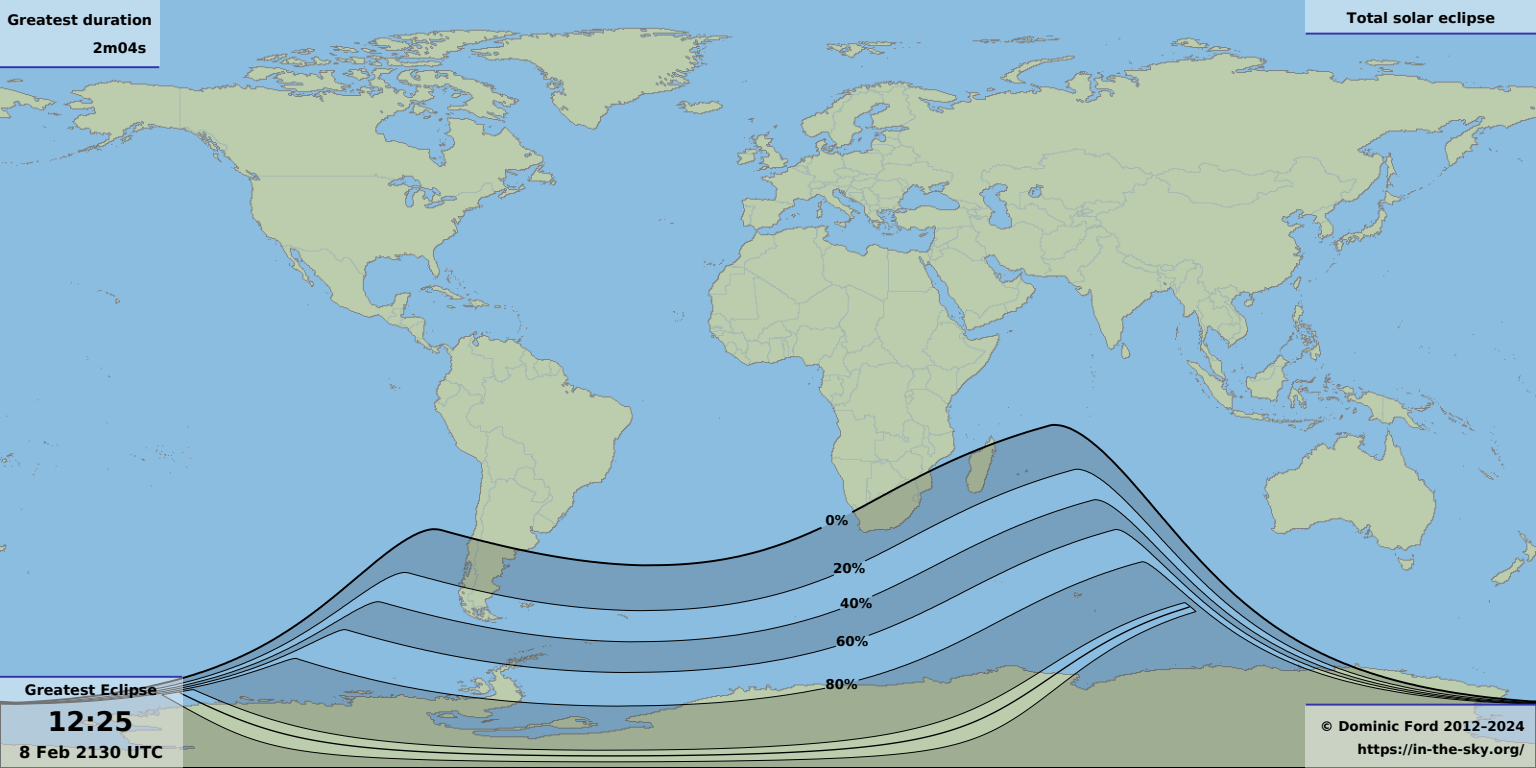 Greatest duration
2m04s
Total solar eclipse
0%
20%
40%
60%
80%
Greatest Eclipse
12:25
8 Feb 2130 UTC
© Dominic Ford 2012–2024
https://in-the-sky.org/